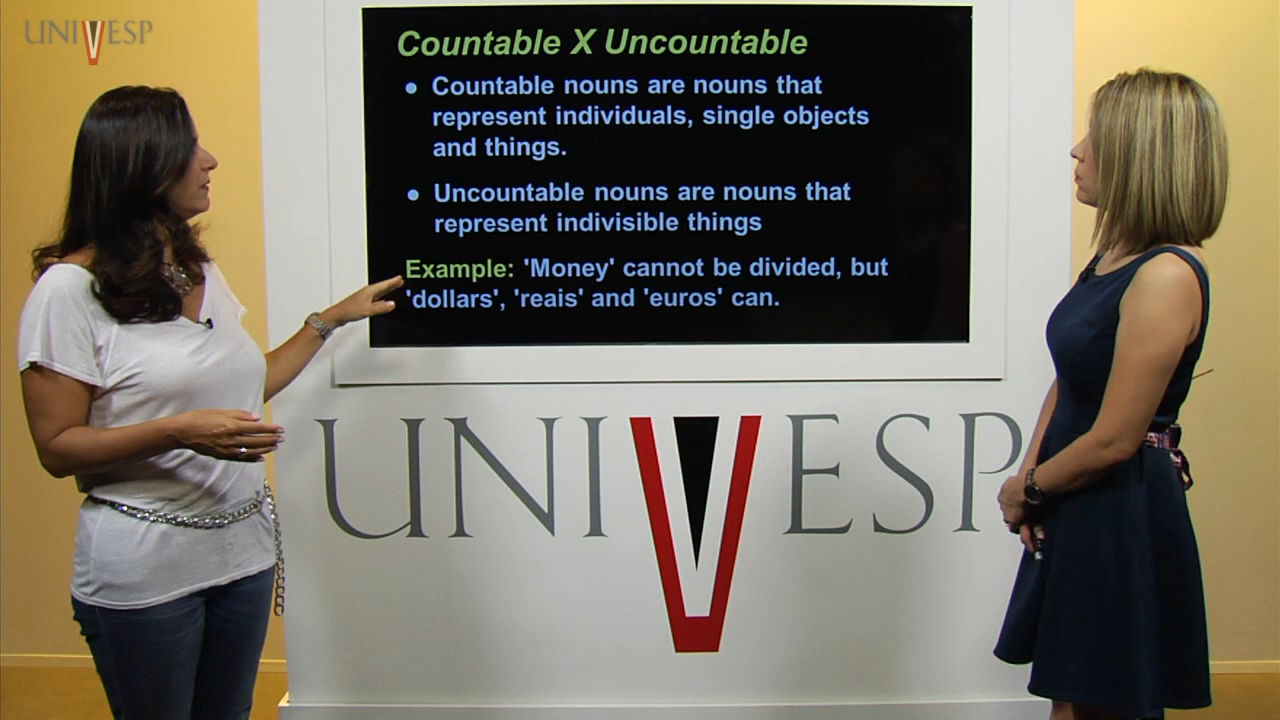 UNIVESP
Countable X Uncountable
• Countable nouns are nouns that
represent individuals, single objects
and things.
• Uncountable nouns are nouns that
represent indivisible things
Example: 'Money' cannot be divided, but
'dollars', 'reais' and 'euros' can.
UNIVESP